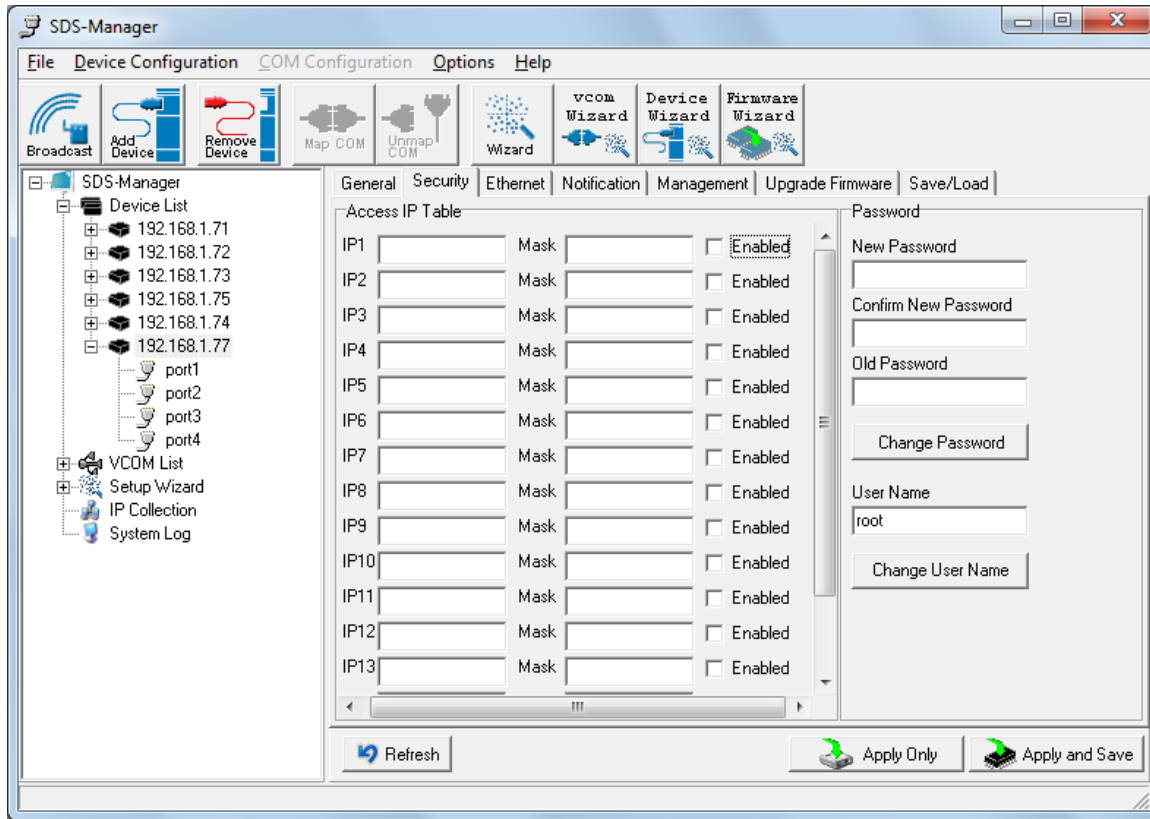 SDS-Manager
File Device Configuration COM Configuration Options Help
Broadcast
Add Device
Remove Device
Map COM
Unmap COM
Wizard
vcom Wizard
Device Wizard
Firmware Wizard
SDS-Manager
Device List
192.168.1.71
192.168.1.72
192.168.1.73
192.168.1.75
192.168.1.74
192.168.1.77
port1
port2
port3
port4
VCOM List
Setup Wizard
IP Collection
System Log
General Security Ethernet Notification Management Upgrade Firmware Save/Load
Access IP Table
IP1 Mask Enabled
IP2 Mask Enabled
IP3 Mask Enabled
IP4 Mask Enabled
IP5 Mask Enabled
IP6 Mask Enabled
IP7 Mask Enabled
IP8 Mask Enabled
IP9 Mask Enabled
IP10 Mask Enabled
IP11 Mask Enabled
IP12 Mask Enabled
IP13 Mask Enabled
Password
New Password
Confirm New Password
Old Password
Change Password
User Name
root
Change User Name
Refresh
Apply Only
Apply and Save